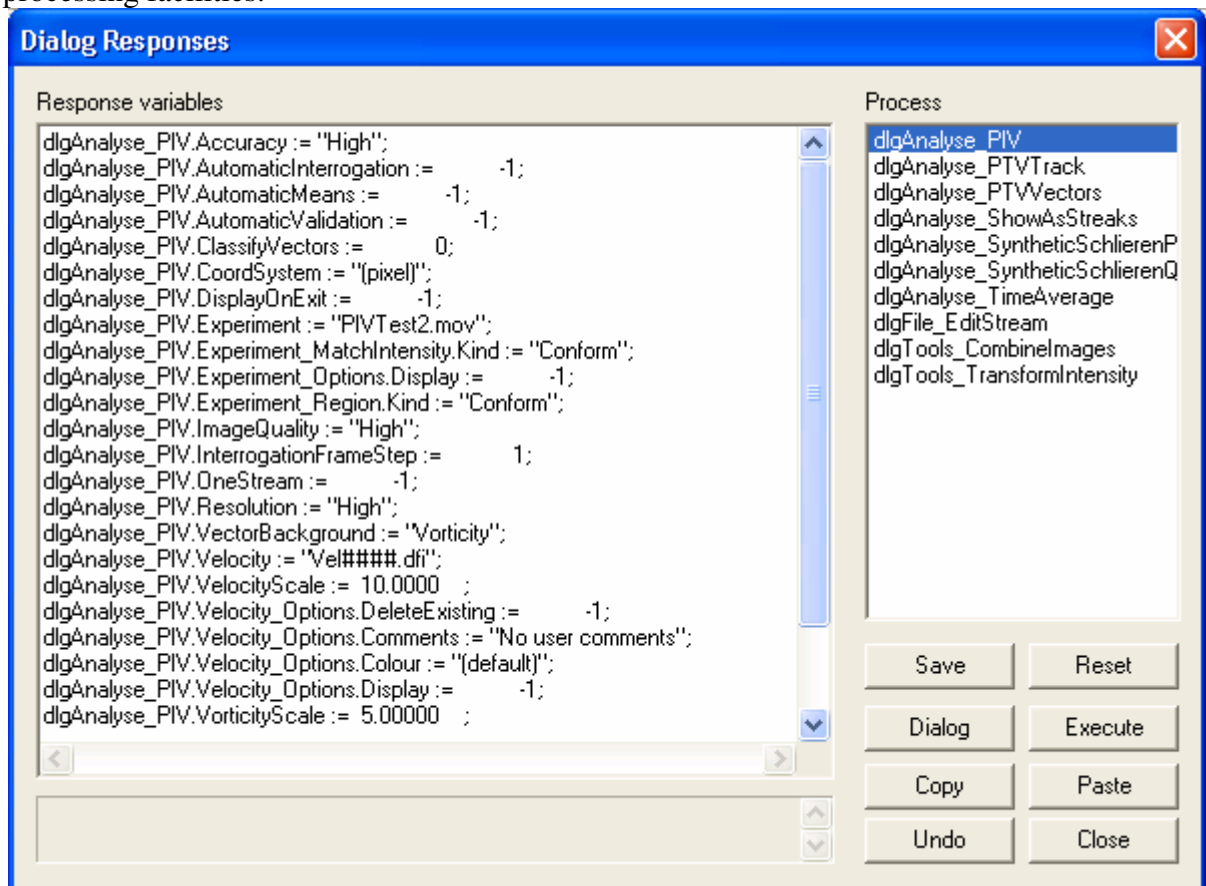 processing facilities.
Dialog Responses
Response variables
dlgAnalyse_PIV.Accuracy := "High";
dlgAnalyse_PIV.AutomaticInterrogation := -1;
dlgAnalyse_PIV.AutomaticMeans := -1;
dlgAnalyse_PIV.AutomaticValidation := -1;
dlgAnalyse_PIV.ClassifyVectors := 0;
dlgAnalyse_PIV.CoordSystem := "(pixel)";
dlgAnalyse_PIV.DisplayOnExit := -1;
dlgAnalyse_PIV.Experiment := "PIVTest2.mov";
dlgAnalyse_PIV.Experiment_MatchIntensity.Kind := "Conform";
dlgAnalyse_PIV.Experiment_Options.Display := -1;
dlgAnalyse_PIV.Experiment_Region.Kind := "Conform";
dlgAnalyse_PIV.ImageQuality := "High";
dlgAnalyse_PIV.InterrogationFrameStep := 1;
dlgAnalyse_PIV.OneStream := -1;
dlgAnalyse_PIV.Resolution := "High";
dlgAnalyse_PIV.VectorBackground := "Vorticity";
dlgAnalyse_PIV.Velocity := "Vel####.dfi";
dlgAnalyse_PIV.VelocityScale := 10.0000 ;
dlgAnalyse_PIV.Velocity_Options.DeleteExisting := -1;
dlgAnalyse_PIV.Velocity_Options.Comments := "No user comments";
dlgAnalyse_PIV.Velocity_Options.Colour := "(default)";
dlgAnalyse_PIV.Velocity_Options.Display := -1;
dlgAnalyse_PIV.VorticityScale := 5.00000 ;
Process
dlgAnalyse_PIV
dlgAnalyse_PTVTrack
dlgAnalyse_PTVVectors
dlgAnalyse_ShowAsStreaks
dlgAnalyse_SyntheticSchlierenP
dlgAnalyse_SyntheticSchlierenQ
dlgAnalyse_TimeAverage
dlgFile_EditStream
dlgTools_CombineImages
dlgTools_TransformIntensity
Save Reset
Dialog Execute
Copy Paste
Undo Close